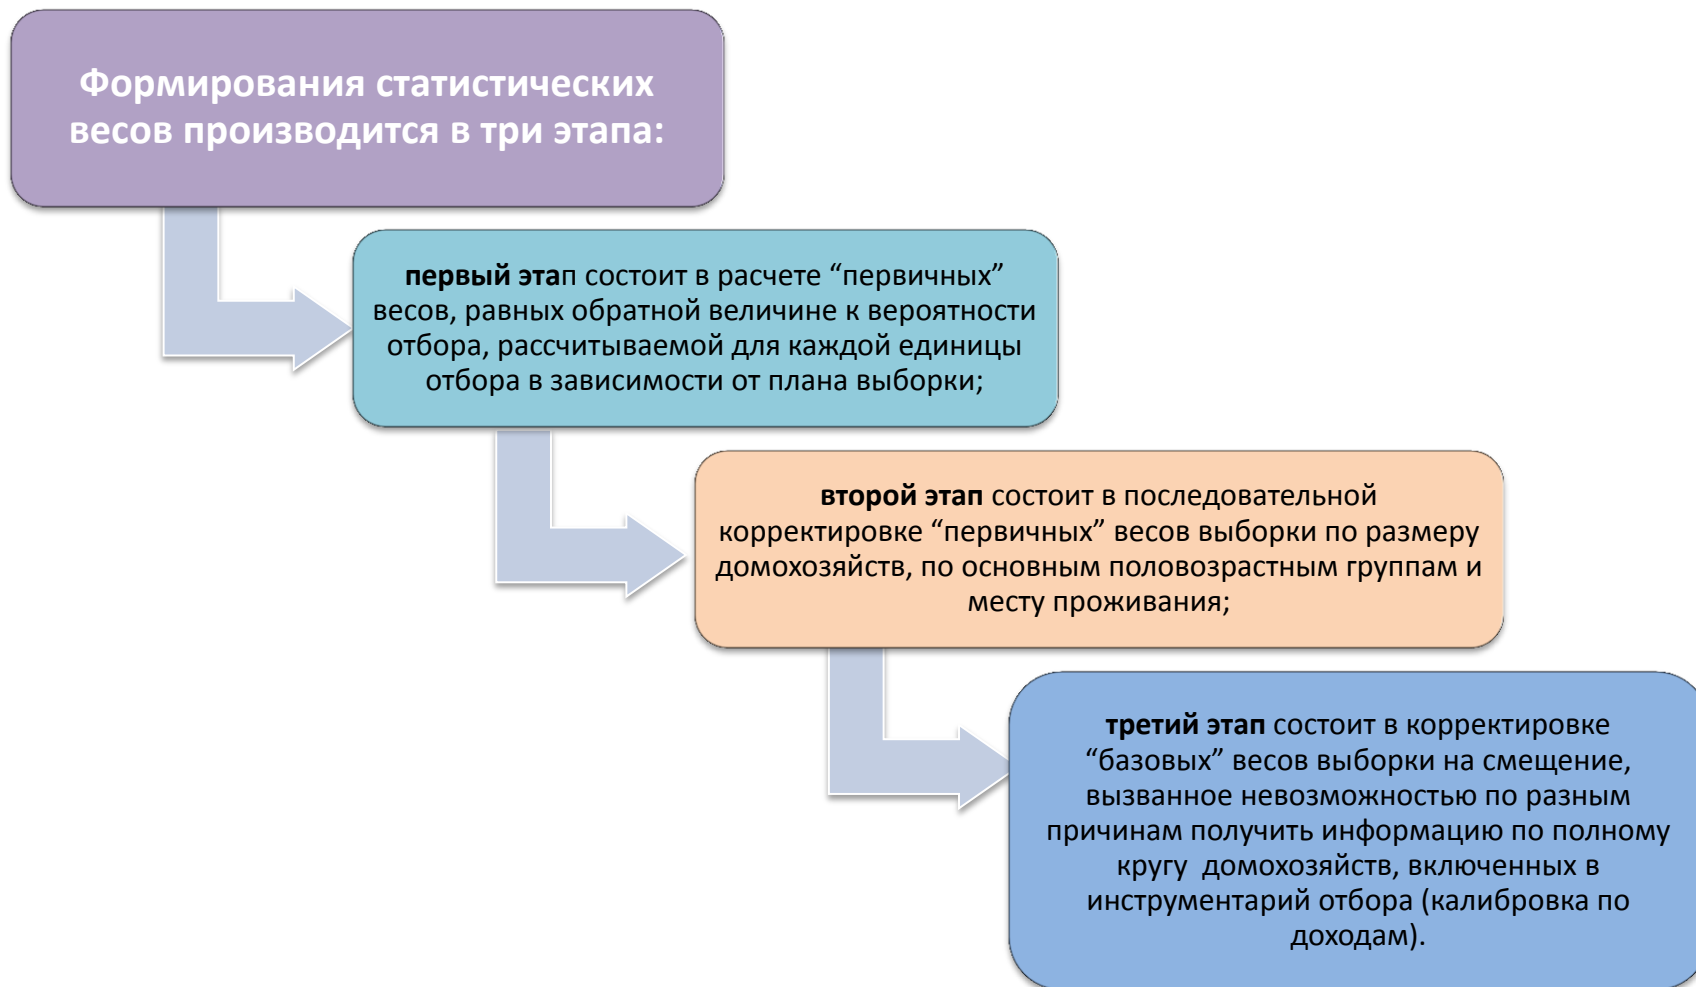 Формирования статистических
весов производится в три этапа:
первый этап состоит в расчете “первичных”
весов, равных обратной величине к вероятности
отбора, рассчитываемой для каждой единицы
отбора в зависимости от плана выборки;
второй этап состоит в последовательной
корректировке “первичных” весов выборки по размеру
домохозяйств, по основным половозрастным группам и
месту проживания;
третий этап состоит в корректировке
“базовых” весов выборки на смещение,
вызванное невозможностью по разным
причинам получить информацию по полному
кругу  домохозяйств, включенных в
инструментарий отбора (калибровка по
доходам).